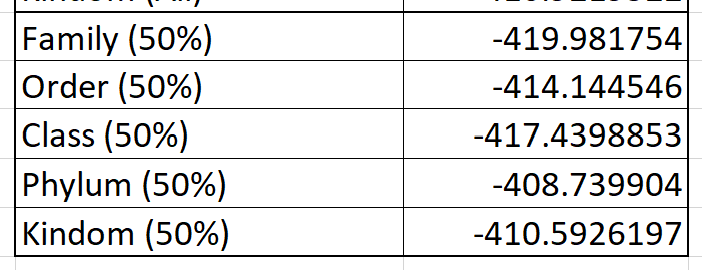 Family (50%) -419.981754
Order (50%) -414.144546
Class (50%) -417.4398853
Phylum (50%) -408.739904
Kindom (50%) -410.5926197